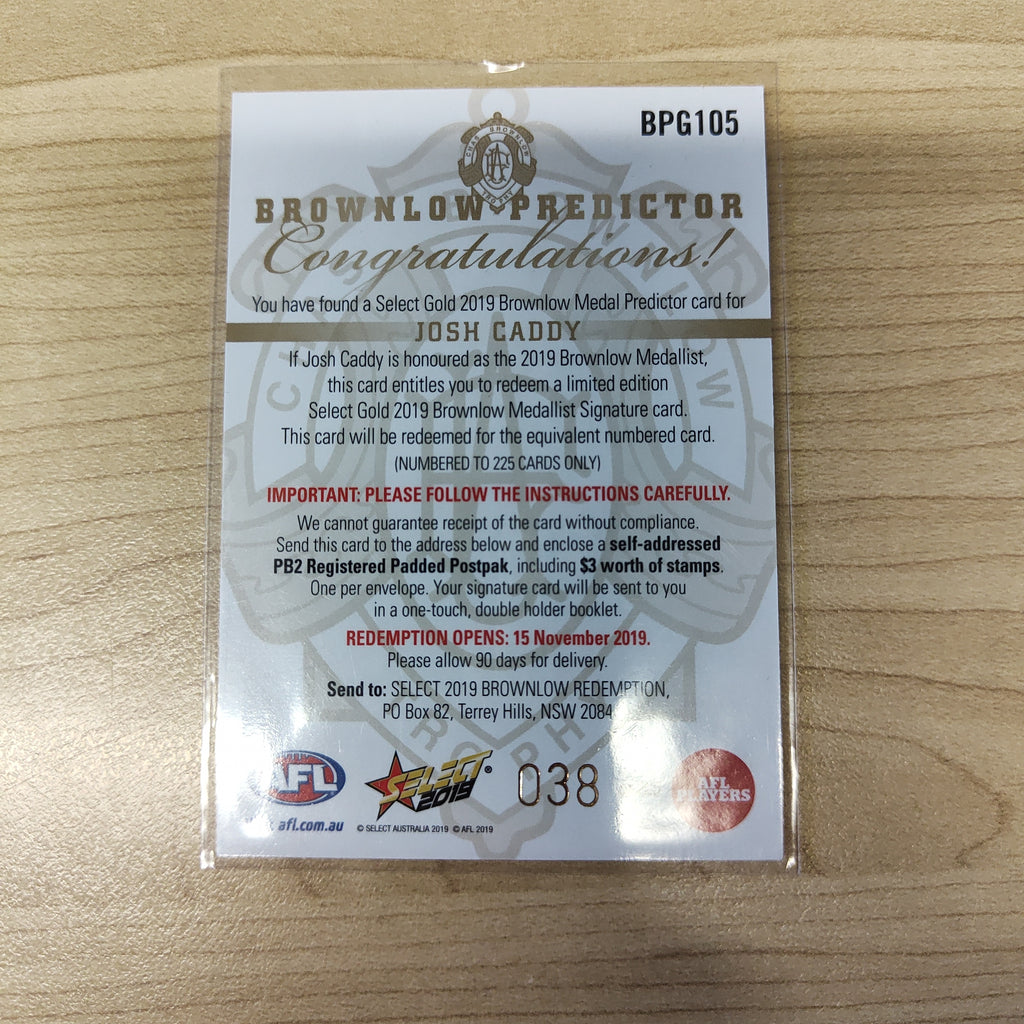 BPG105
CHAS BROWNLOW
BROWNLOW PREDICTOR
Congratulations!
You have found a Select Gold 2019 Brownlow Medal Predictor card for
JOSH CADDY
If Josh Caddy is honoured as the 2019 Brownlow Medallist,
this card entitles you to redeem a limited edition
Select Gold 2019 Brownlow Medallist Signature card.
This card will be redeemed for the equivalent numbered card.
(NUMBERED TO 225 CARDS ONLY)
IMPORTANT: PLEASE FOLLOW THE INSTRUCTIONS CAREFULLY.
We cannot guarantee receipt of the card without compliance.
Send this card to the address below and enclose a self-addressed
PB2 Registered Padded Postpak, including $3 worth of stamps.
One per envelope. Your signature card will be sent to you
in a one-touch, double holder booklet.
REDEMPTION OPENS: 15 November 2019.
Please allow 90 days for delivery.
Send to: SELECT 2019 BROWNLOW REDEMPTION,
PO Box 82, Terrey Hills, NSW 2084
AFL
SELECT®
2019
038
AFL
PLAYERS
afl.com.au
© SELECT AUSTRALIA 2019 © AFL 2019